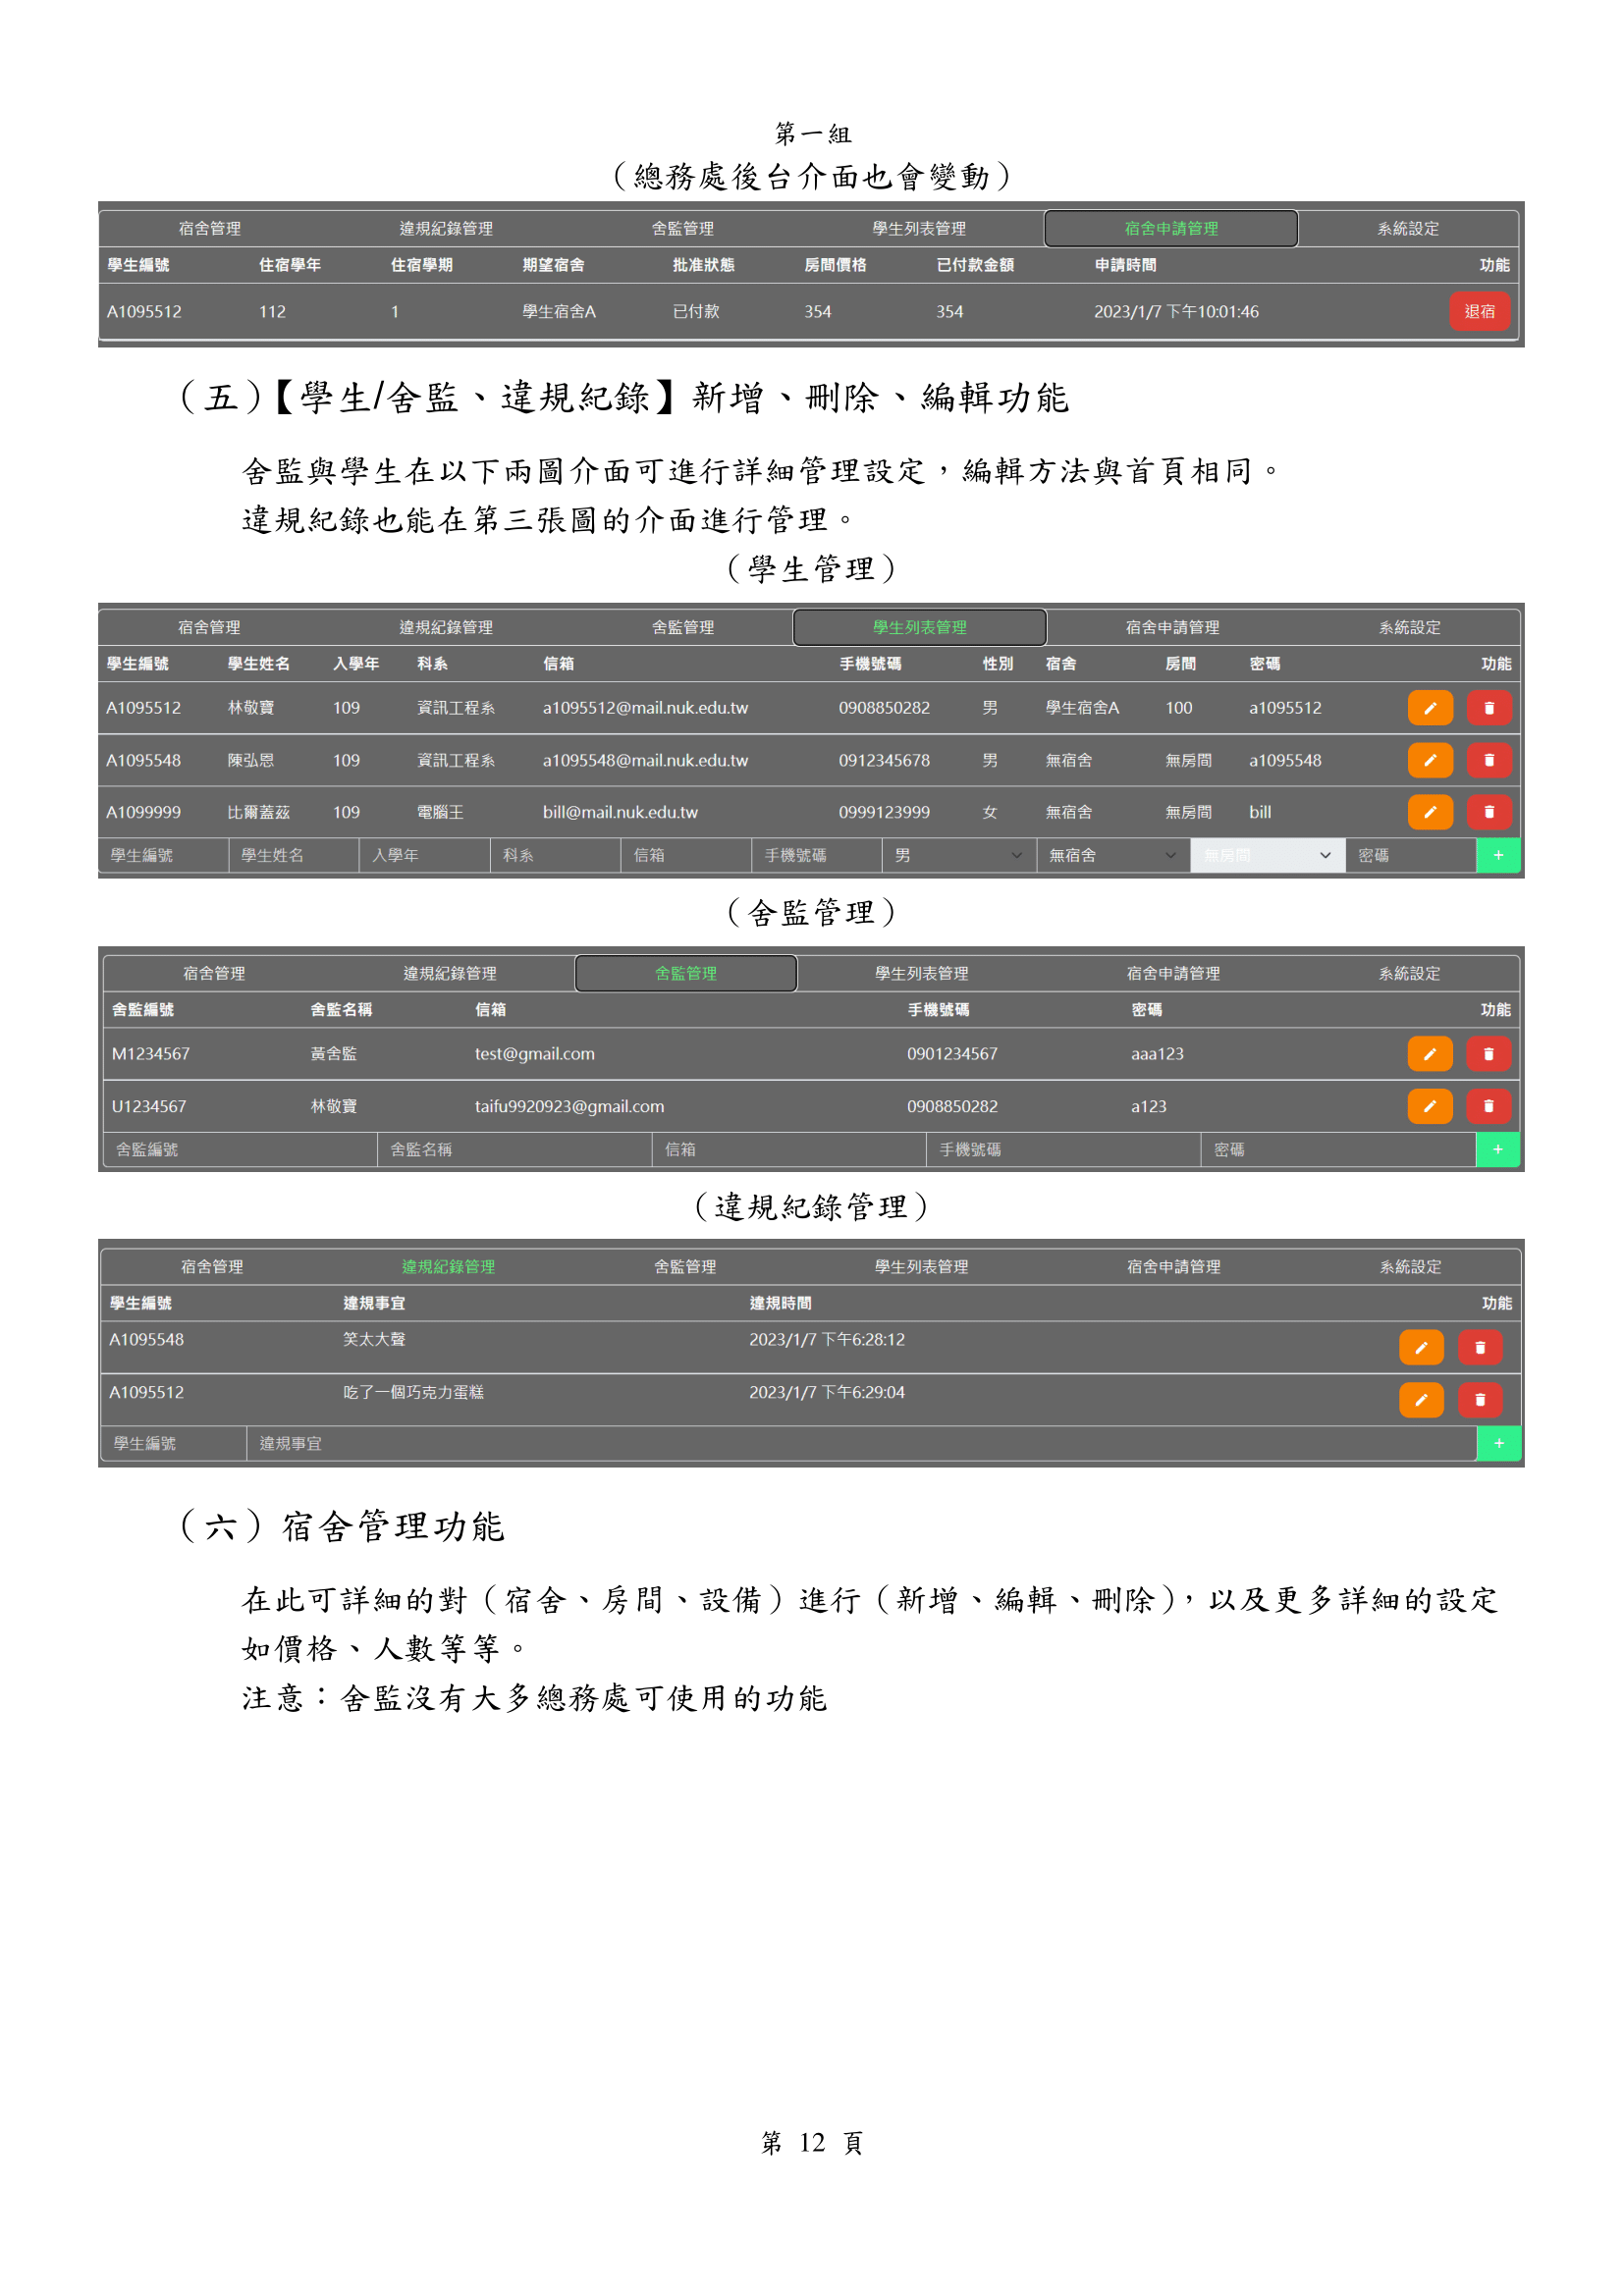 第一組
（總務處後台介面也會變動）
宿舍管理 違規紀錄管理 舍監管理 學生列表管理 宿舍申請管理 系統設定
學生編號 住宿學年 住宿學期 期望宿舍 批准狀態 房間價格 已付款金額 申請時間 功能
A1095512 112 1 學生宿舍A 已付款 354 354 2023/1/7 下午10:01:46 退宿
（五）【學生/舍監、違規紀錄】新增、刪除、編輯功能
舍監與學生在以下兩圖介面可進行詳細管理設定，編輯方法與首頁相同。
違規紀錄也能在第三張圖的介面進行管理。
（學生管理）
宿舍管理 違規紀錄管理 舍監管理 學生列表管理 宿舍申請管理 系統設定
學生編號 學生姓名 入學年 科系 信箱 手機號碼 性別 宿舍 房間 密碼 功能
A1095512 林敬寶 109 資訊工程系 a1095512@mail.nuk.edu.tw 0908850282 男 學生宿舍A 100 a1095512
A1095548 陳弘恩 109 資訊工程系 a1095548@mail.nuk.edu.tw 0912345678 男 無宿舍 無房間 a1095548
A1099999 比爾蓋茲 109 電腦王 bill@mail.nuk.edu.tw 0999123999 女 無宿舍 無房間 bill
學生編號 學生姓名 入學年 科系 信箱 手機號碼 男 無宿舍 無房間 密碼 +
（舍監管理）
宿舍管理 違規紀錄管理 舍監管理 學生列表管理 宿舍申請管理 系統設定
舍監編號 舍監名稱 信箱 手機號碼 密碼 功能
M1234567 黃舍監 test@gmail.com 0901234567 aaa123
U1234567 林敬寶 taifu9920923@gmail.com 0908850282 a123
舍監編號 舍監名稱 信箱 手機號碼 密碼 +
（違規紀錄管理）
宿舍管理 違規紀錄管理 舍監管理 學生列表管理 宿舍申請管理 系統設定
學生編號 違規事宜 違規時間 功能
A1095548 笑太大聲 2023/1/7 下午6:28:12
A1095512 吃了一個巧克力蛋糕 2023/1/7 下午6:29:04
學生編號 違規事宜 +
（六）宿舍管理功能
在此可詳細的對（宿舍、房間、設備）進行（新增、編輯、刪除），以及更多詳細的設定
如價格、人數等等。
注意：舍監沒有大多總務處可使用的功能
第 12 頁